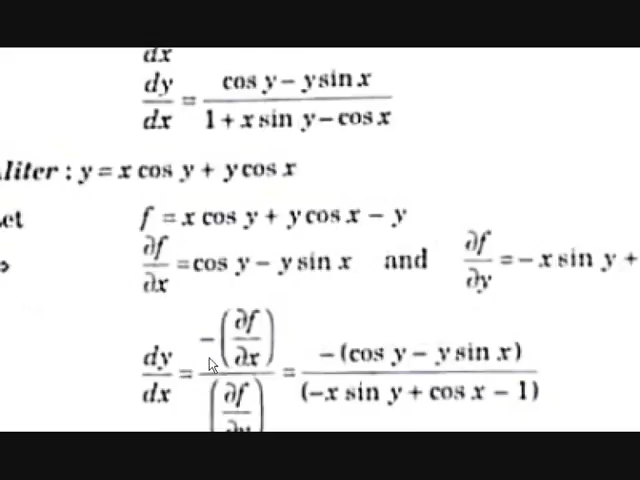 dx
dy/dx = (cos y − y sin x)/(1 + x sin y − cos x)
liter : y = x cos y + y cos x
et f = x cos y + y cos x − y
∂f/∂x = cos y − y sin x and ∂f/∂y = − x sin y +
dy/dx = −(∂f/∂x)/(∂f/∂y) = −(cos y − y sin x)/(−x sin y + cos x − 1)